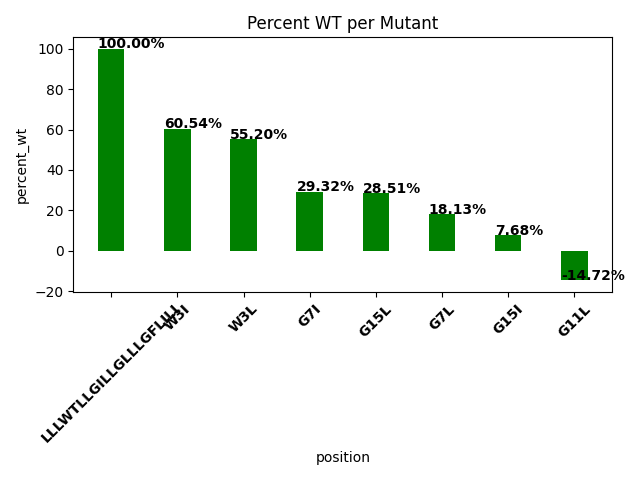 Percent WT per Mutant
percent_wt
100
80
60
40
20
0
−20
100.00%
60.54%
55.20%
29.32%
28.51%
18.13%
7.68%
-14.72%
W3I
W3L
G7I
G15L
G7L
G15I
G11L
position